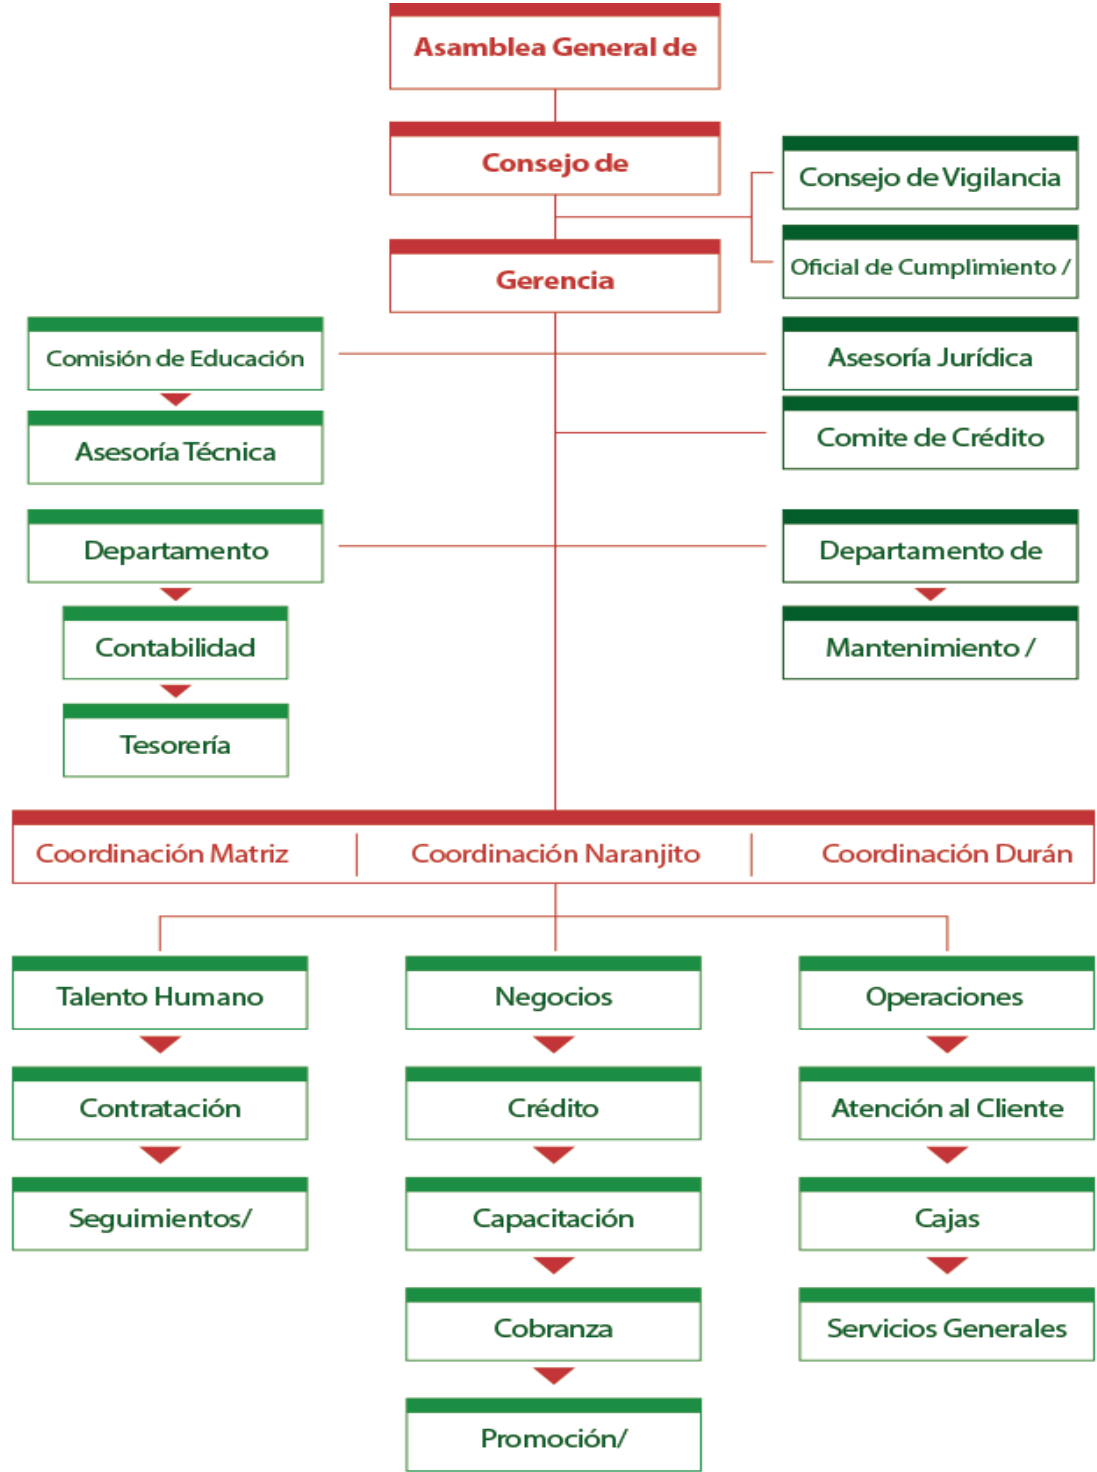 Asamblea General de
Consejo de
Consejo de Vigilancia
Oficial de Cumplimiento /
Gerencia
Comisión de Educación
Asesoría Jurídica
Asesoría Técnica
Comite de Crédito
Departamento
Departamento de
Contabilidad
Mantenimiento /
Tesorería
Coordinación Matriz
Coordinación Naranjito
Coordinación Durán
Talento Humano
Negocios
Operaciones
Contratación
Crédito
Atención al Cliente
Seguimientos/
Capacitación
Cajas
Cobranza
Servicios Generales
Promoción/